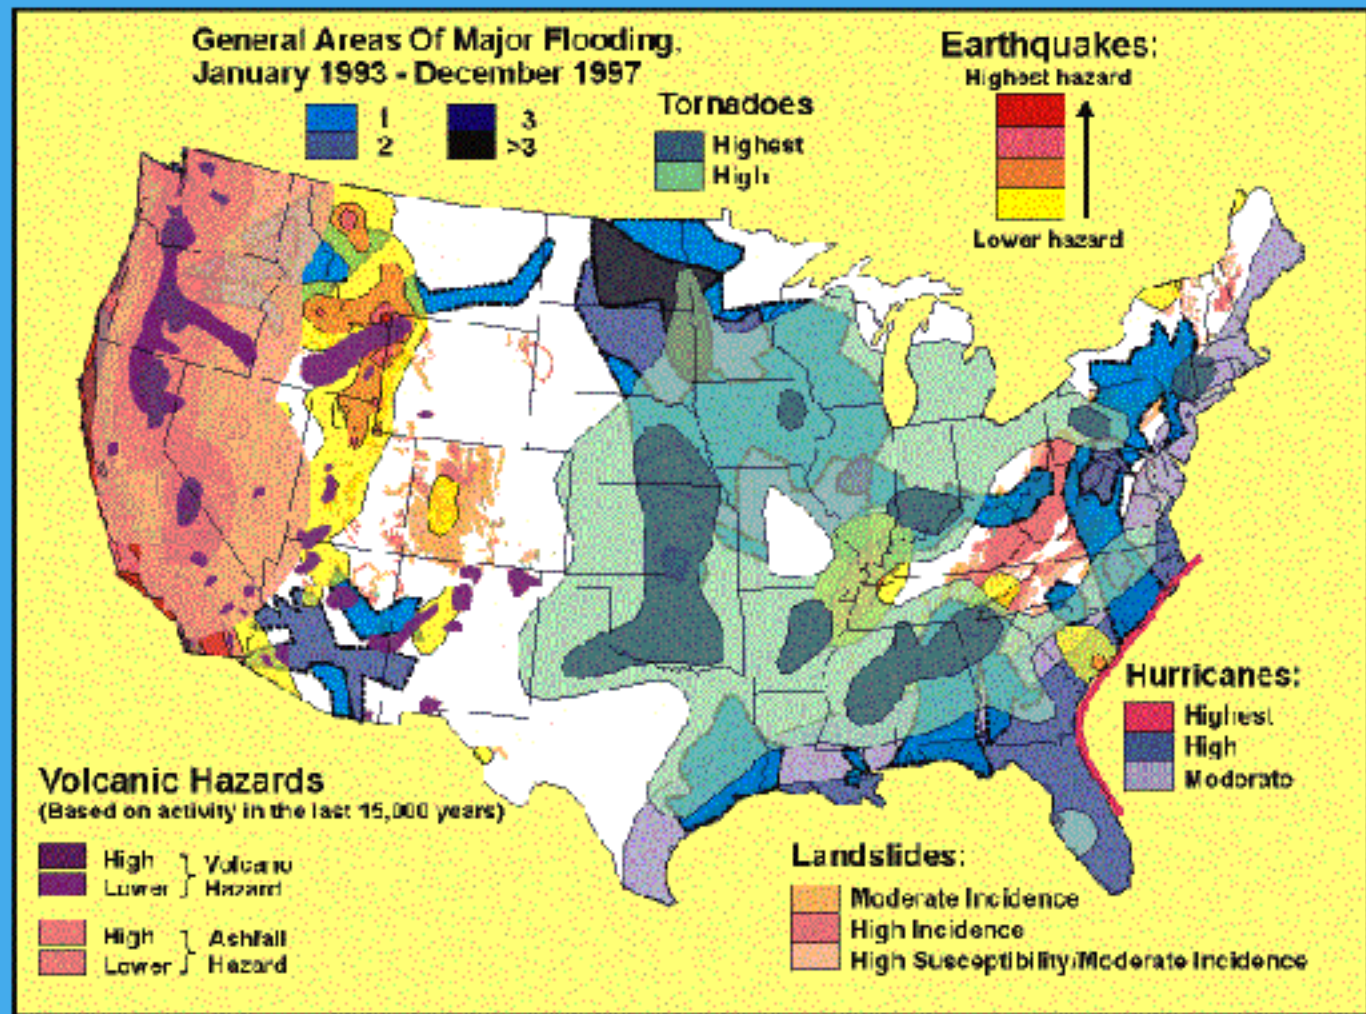 General Areas Of Major Flooding,
January 1993 - December 1997
1
2
3
>3
Tornadoes
Highest
High
Earthquakes:
Highest hazard
Lower hazard
Hurricanes:
Highest
High
Moderate
Volcanic Hazards
(Based on activity in the last 15,000 years)
High
Lower
Volcano
Hazard
High
Lower
Ashfall
Hazard
Landslides:
Moderate Incidence
High Incidence
High Susceptibility/Moderate Incidence